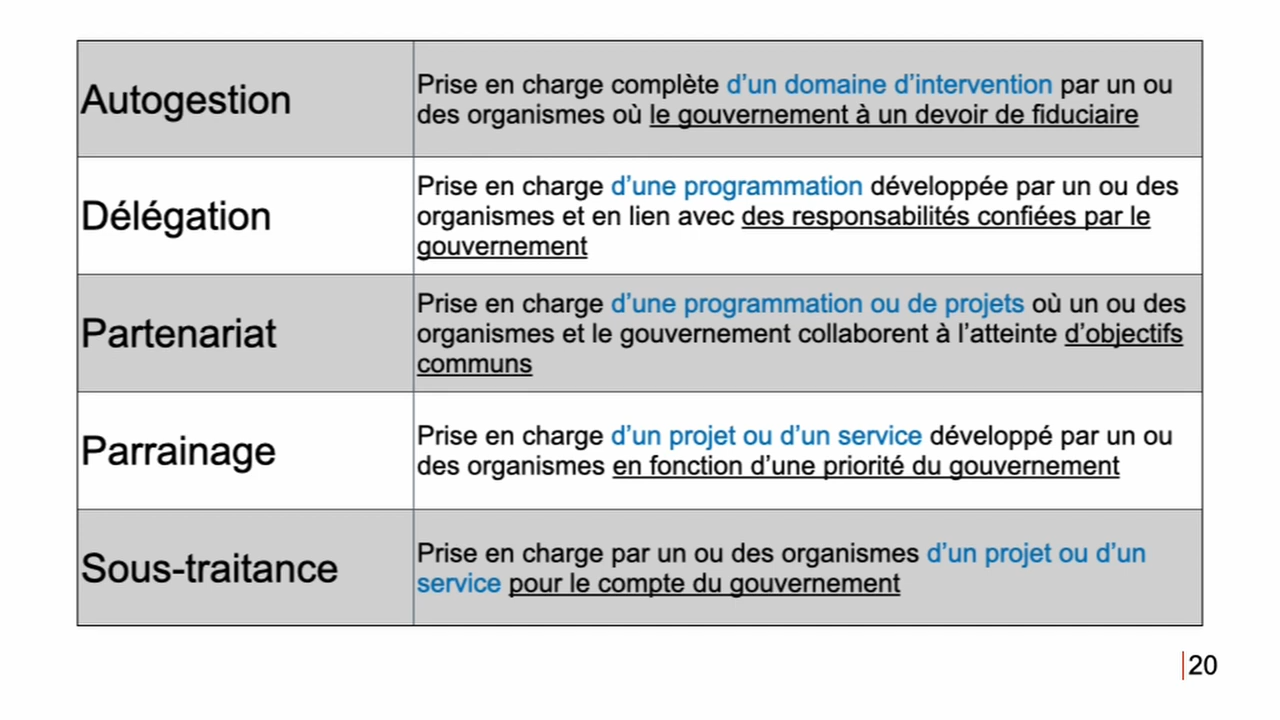 Autogestion
Prise en charge complète d’un domaine d’intervention par un ou
des organismes où le gouvernement à un devoir de fiduciaire
Délégation
Prise en charge d’une programmation développée par un ou des
organismes et en lien avec des responsabilités confiées par le
gouvernement
Partenariat
Prise en charge d’une programmation ou de projets où un ou des
organismes et le gouvernement collaborent à l’atteinte d’objectifs
communs
Parrainage
Prise en charge d’un projet ou d’un service développé par un ou
des organismes en fonction d’une priorité du gouvernement
Sous-traitance
Prise en charge par un ou des organismes d’un projet ou d’un
service pour le compte du gouvernement
20